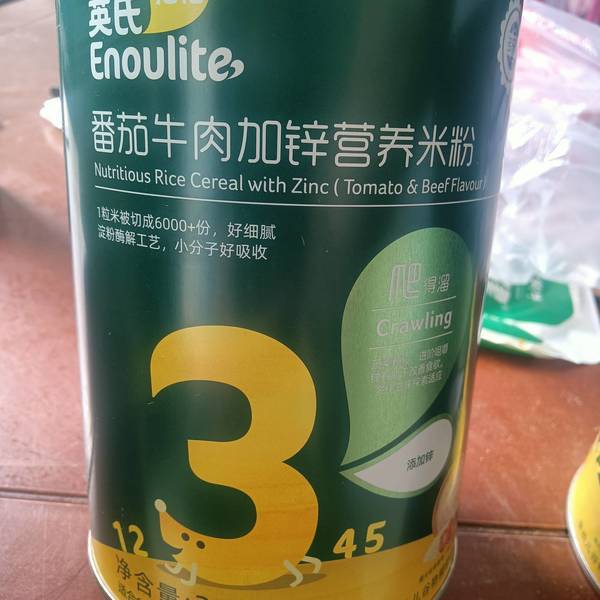 英氏
Enoulite
番茄牛肉加锌营养米粉
Nutritious Rice Cereal with Zinc ( Tomato & Beef Flavour )
1粒米被切成6000+份，好细腻
淀粉酶解工艺，小分子好吸收
爬得溜
Crawling
添加锌
12 3 45
净含量